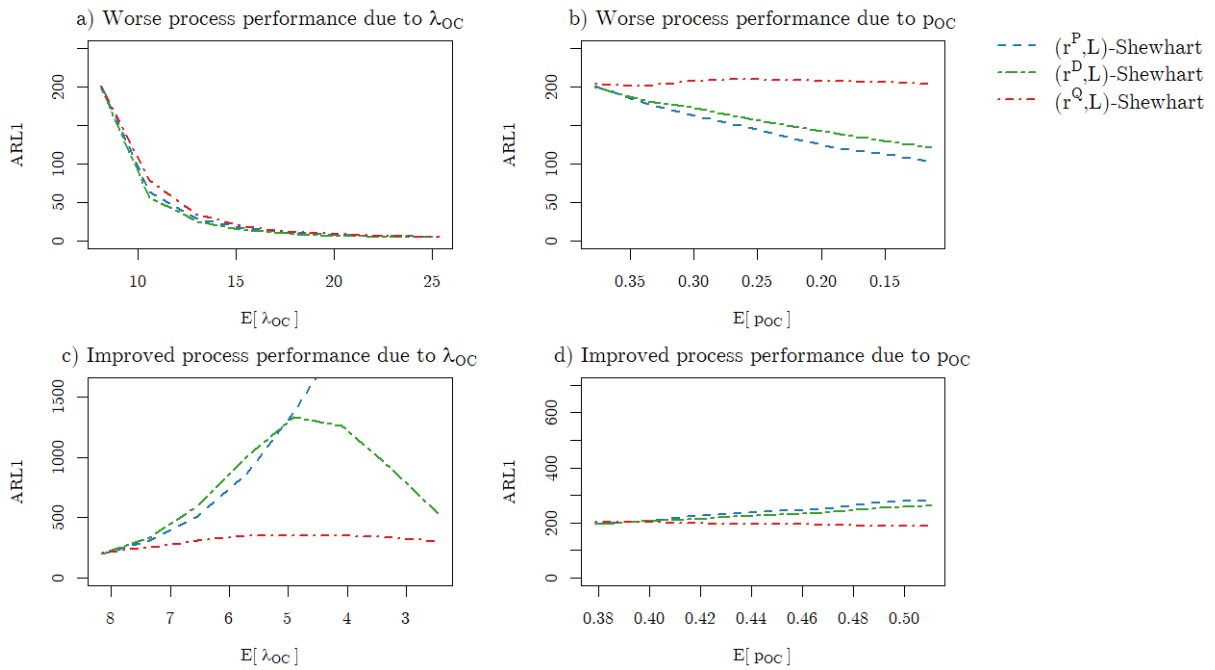 a) Worse process performance due to λOC
ARL1
200
100
50
0
10 15 20 25
E[ λOC ]
b) Worse process performance due to pOC
ARL1
200
100
50
0
0.35 0.30 0.25 0.20 0.15
E[ pOC ]
(r^P,L)-Shewhart
(r^D,L)-Shewhart
(r^Q,L)-Shewhart
c) Improved process performance due to λOC
ARL1
1500
1000
500
0
8 7 6 5 4 3
E[ λOC ]
d) Improved process performance due to pOC
ARL1
600
400
200
0
0.38 0.40 0.42 0.44 0.46 0.48 0.50
E[ pOC ]